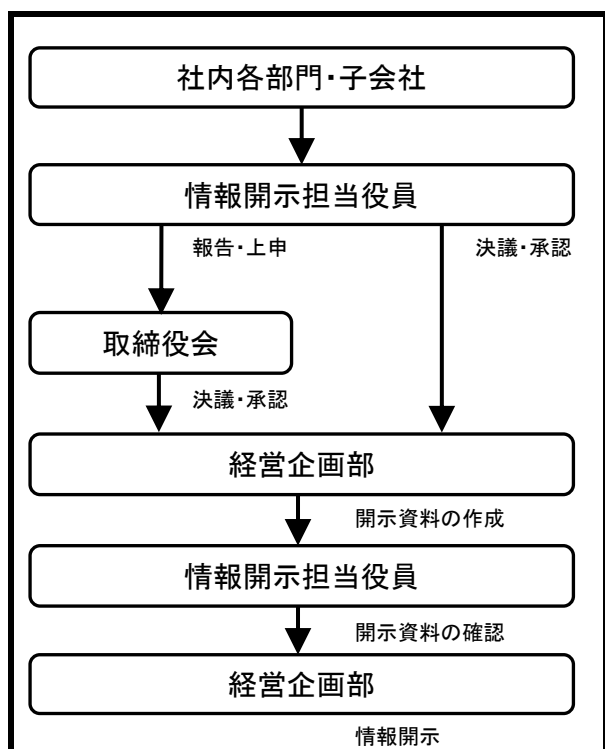 社内各部門・子会社
情報開示担当役員
報告・上申
決議・承認
取締役会
決議・承認
経営企画部
開示資料の作成
情報開示担当役員
開示資料の確認
経営企画部
情報開示